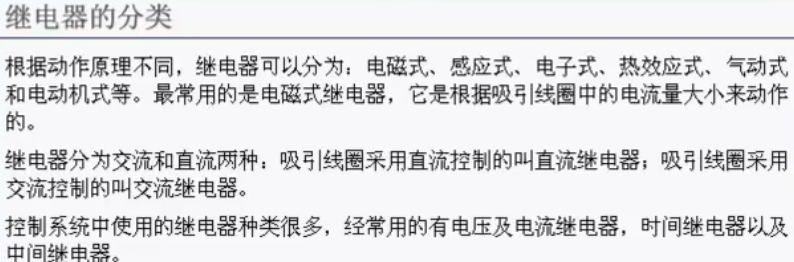 继电器的分类
根据动作原理不同，继电器可以分为：电磁式、感应式、电子式、热效应式、气动式
和电动机式等。最常用的是电磁式继电器，它是根据吸引线圈中的电流量大小来动作
的。
继电器分为交流和直流两种：吸引线圈采用直流控制的叫直流继电器；吸引线圈采用
交流控制的叫交流继电器。
控制系统中使用的继电器种类很多，经常用的有电压及电流继电器，时间继电器以及
中间继电器。